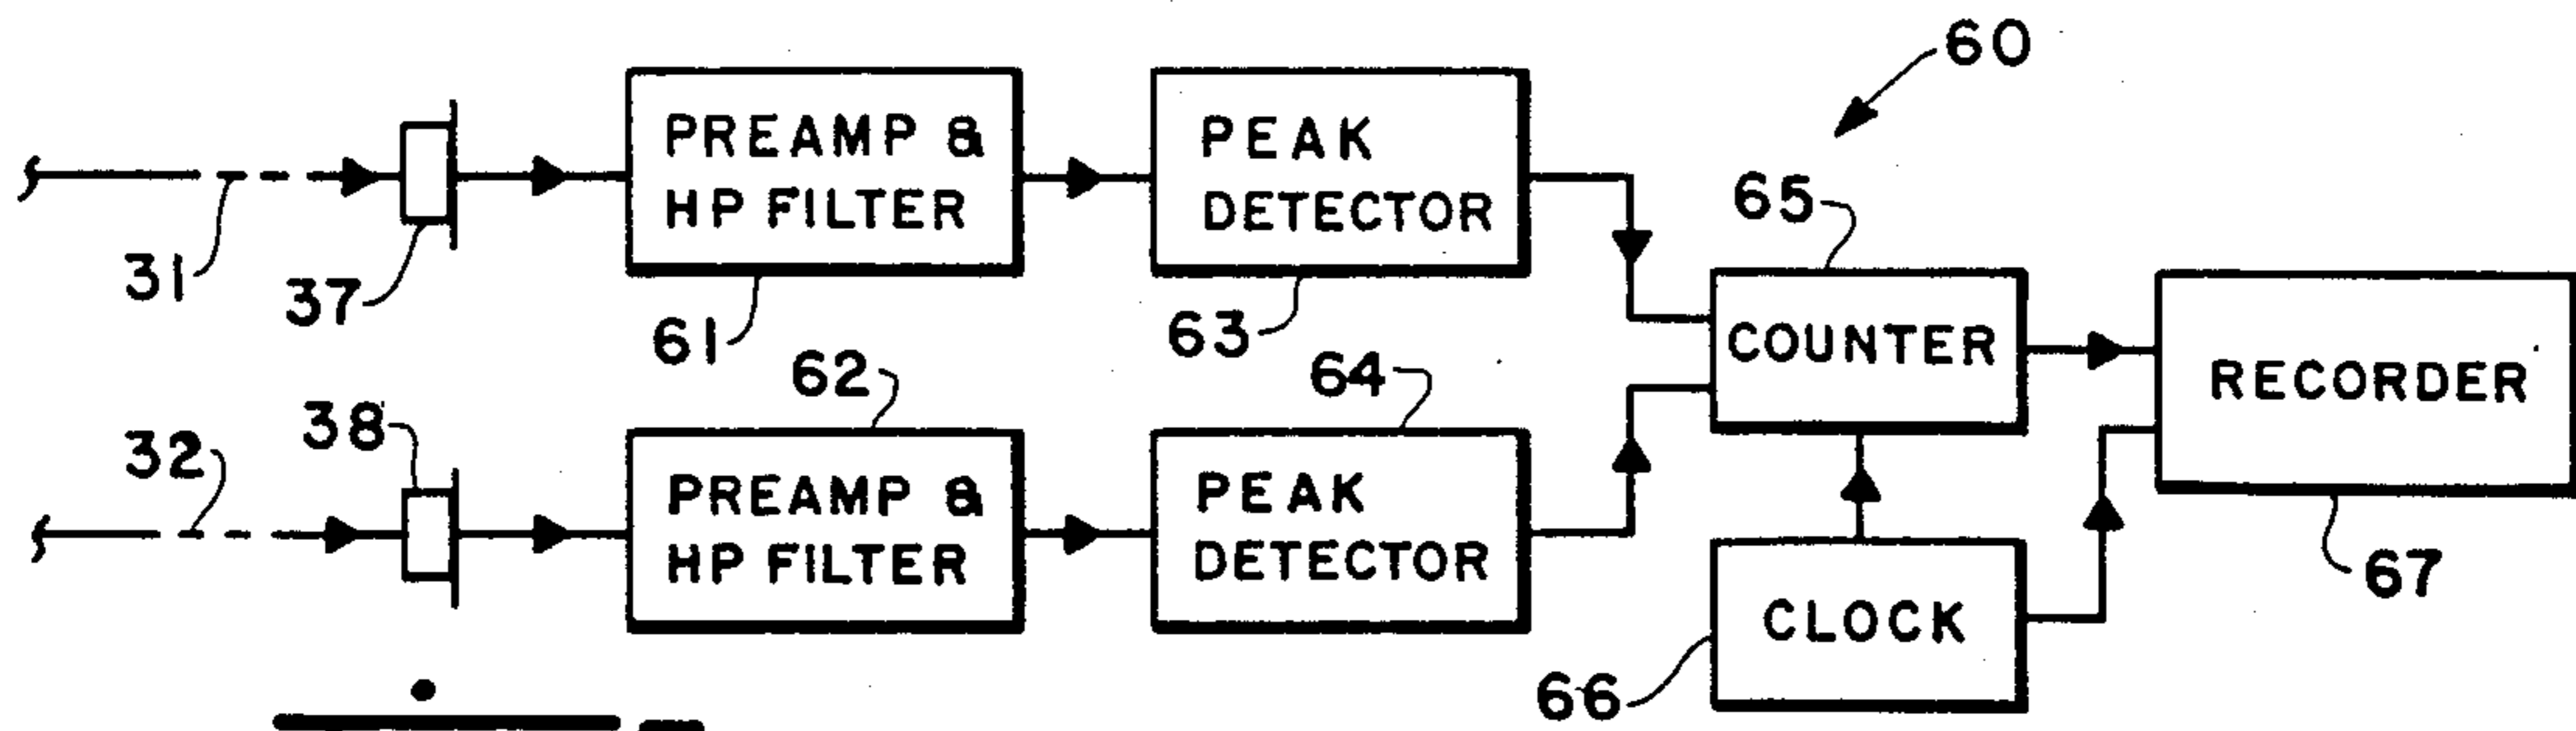 60
PREAMP &
HP FILTER
PEAK
DETECTOR
65
31
37
61
63
COUNTER
RECORDER
62
64
32
38
PREAMP &
HP FILTER
PEAK
DETECTOR
CLOCK
67
66